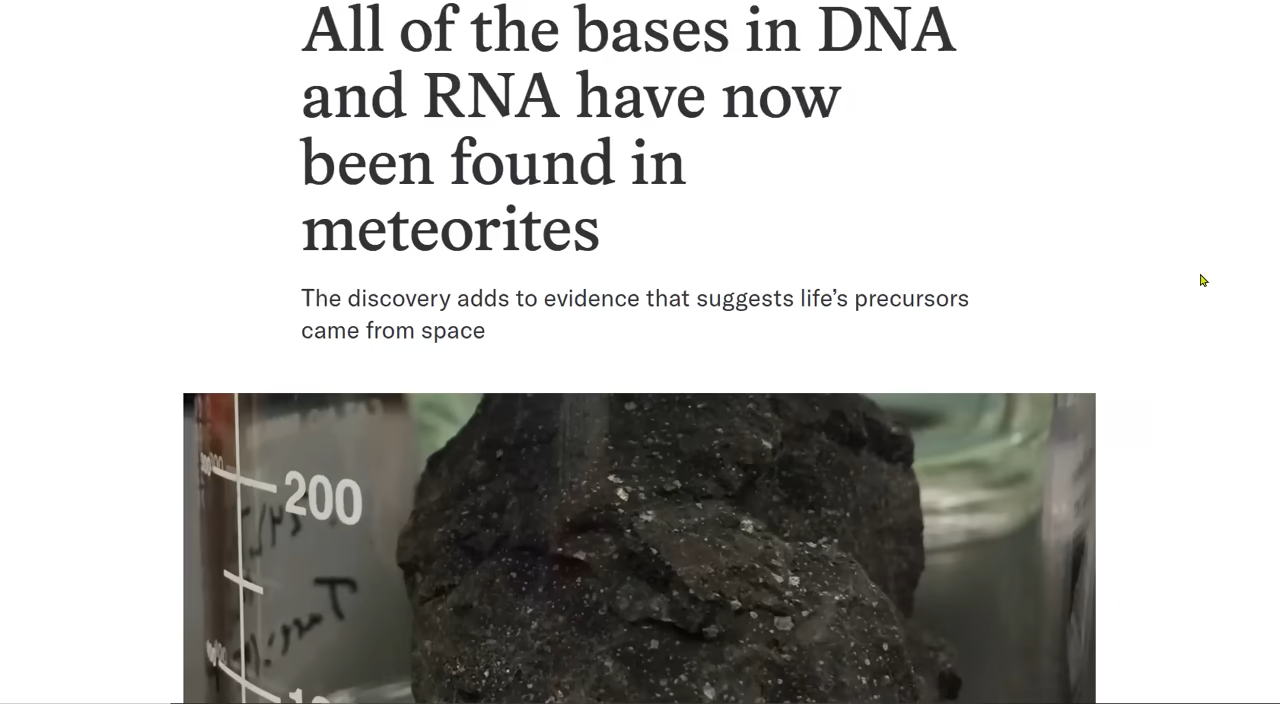 All of the bases in DNA
and RNA have now
been found in
meteorites
The discovery adds to evidence that suggests life’s precursors
came from space
200